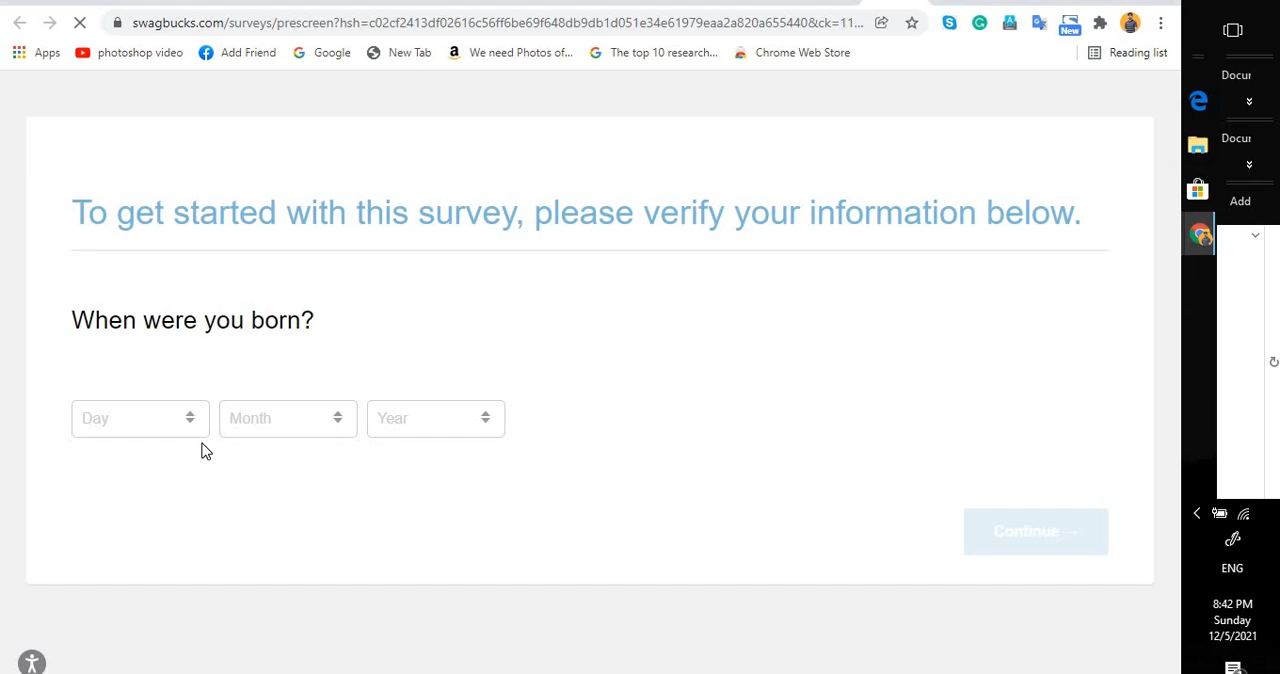 swagbucks.com/surveys/prescreen?hsh=c02cf2413df02616c56ff6be69f648db9db1d051e34e61979eaa2a820a655440&ck=11...
New
Apps photoshop video Add Friend Google New Tab We need Photos of... The top 10 research... Chrome Web Store Reading list
To get started with this survey, please verify your information below.
When were you born?
Day Month Year
Continue →
Docur
Docur
Add
ENG
8:42 PM
Sunday
12/5/2021